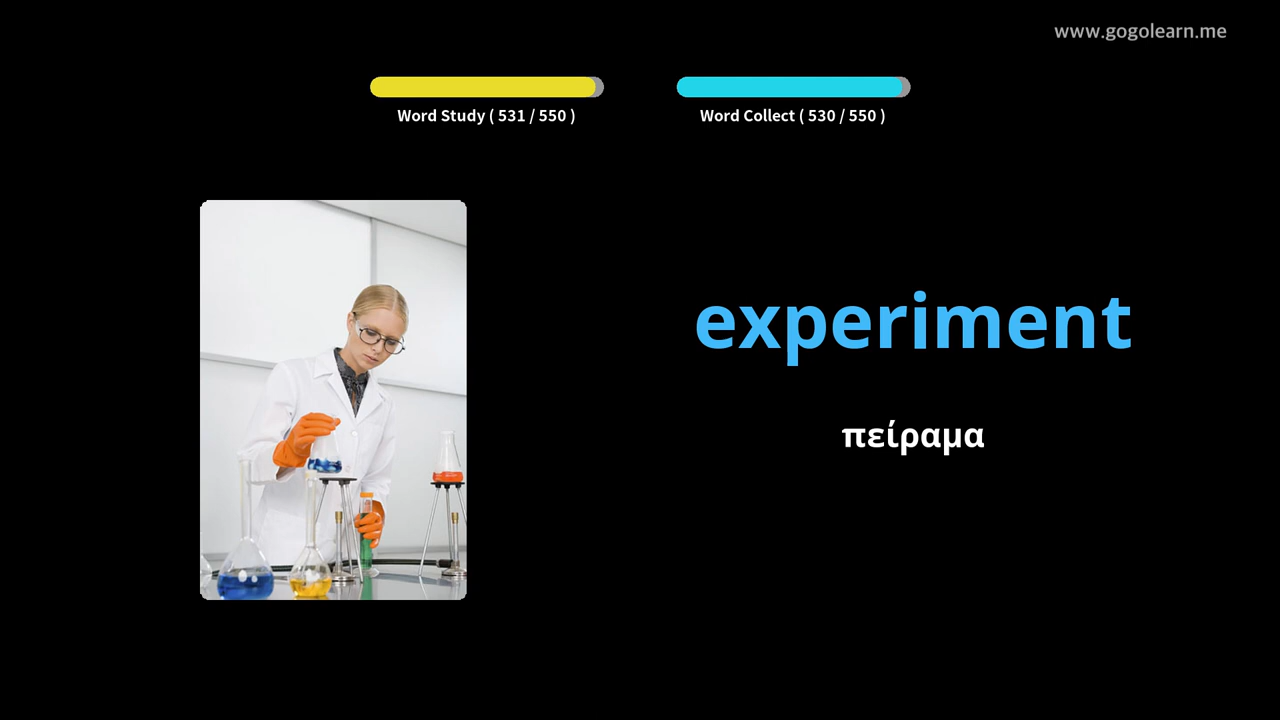 www.gogolearn.me
Word Study ( 531 / 550 )
Word Collect ( 530 / 550 )
experiment
πείραμα